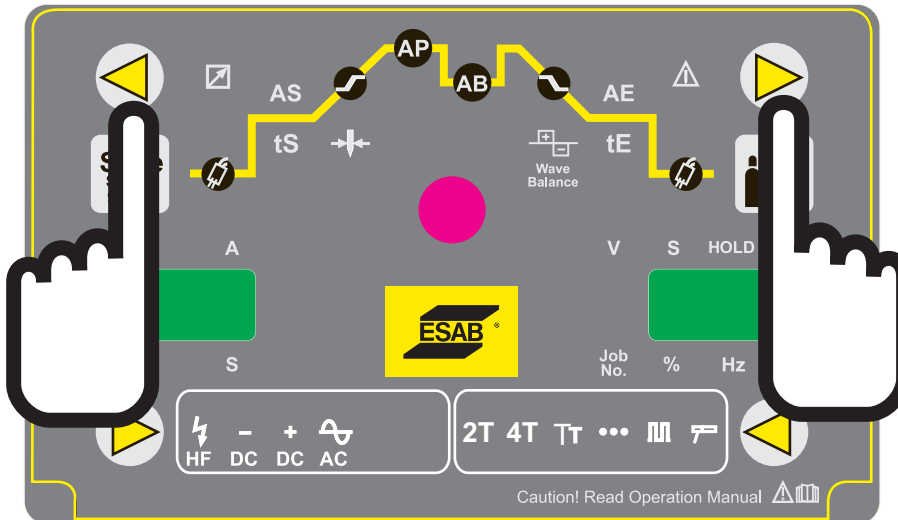 AP
AS
AB
AE
tS
tE
Wave
Balance
A
V S HOLD
ESAB ®
S
Job
No.
% Hz
2T 4T
HF DC DC AC
Caution! Read Operation Manual